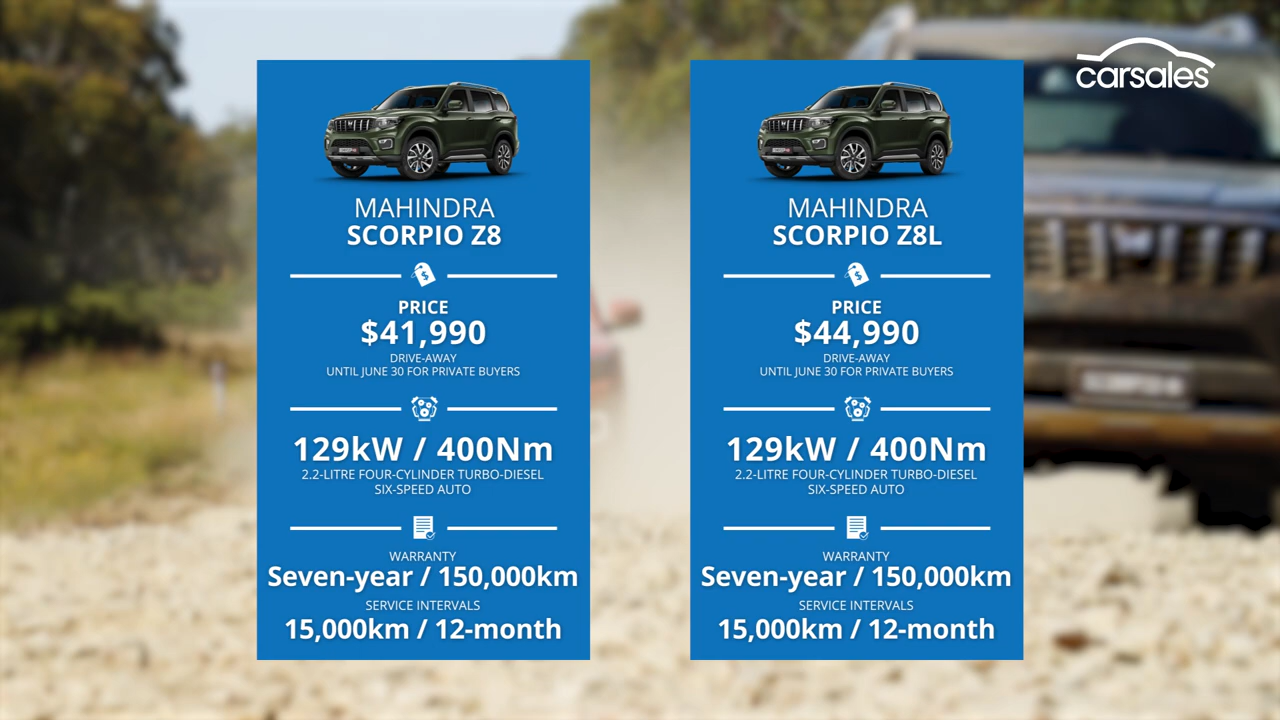 carsales
MAHINDRA
SCORPIO Z8
PRICE
$41,990
DRIVE-AWAY
UNTIL JUNE 30 FOR PRIVATE BUYERS
129kW / 400Nm
2.2-LITRE FOUR-CYLINDER TURBO-DIESEL
SIX-SPEED AUTO
WARRANTY
Seven-year / 150,000km
SERVICE INTERVALS
15,000km / 12-month
MAHINDRA
SCORPIO Z8L
PRICE
$44,990
DRIVE-AWAY
UNTIL JUNE 30 FOR PRIVATE BUYERS
129kW / 400Nm
2.2-LITRE FOUR-CYLINDER TURBO-DIESEL
SIX-SPEED AUTO
WARRANTY
Seven-year / 150,000km
SERVICE INTERVALS
15,000km / 12-month